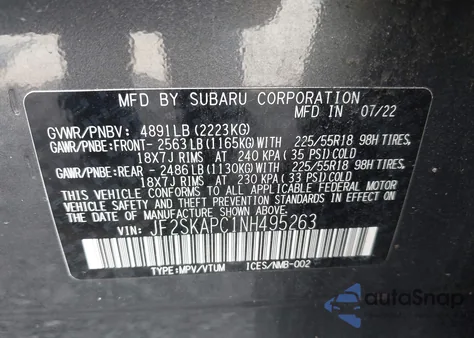 MFD BY SUBARU CORPORATION
MFD IN 07/22
GVWR/PNBV: 4891LB (2223KG)
GAWR/PNBE:FRONT- 2563LB (1165KG)WITH 225/55R18 98H TIRES,
18X7J RIMS AT 240 KPA (35 PSI)COLD
GAWR/PNBE:REAR - 2486LB (1130KG)WITH 225/55R18 98H TIRES,
18X7J RIMS AT 230 KPA (33 PSI)COLD
THIS VEHICLE CONFORMS TO ALL APPLICABLE FEDERAL MOTOR
VEHICLE SAFETY AND THEFT PREVENTION STANDARDS IN EFFECT
ON THE DATE OF MANUFACTURE SHOWN ABOVE.
VIN: JF2SKAPC1NH495263
TYPE:MPV/VTUM ICES/NMB-002
autoSnap